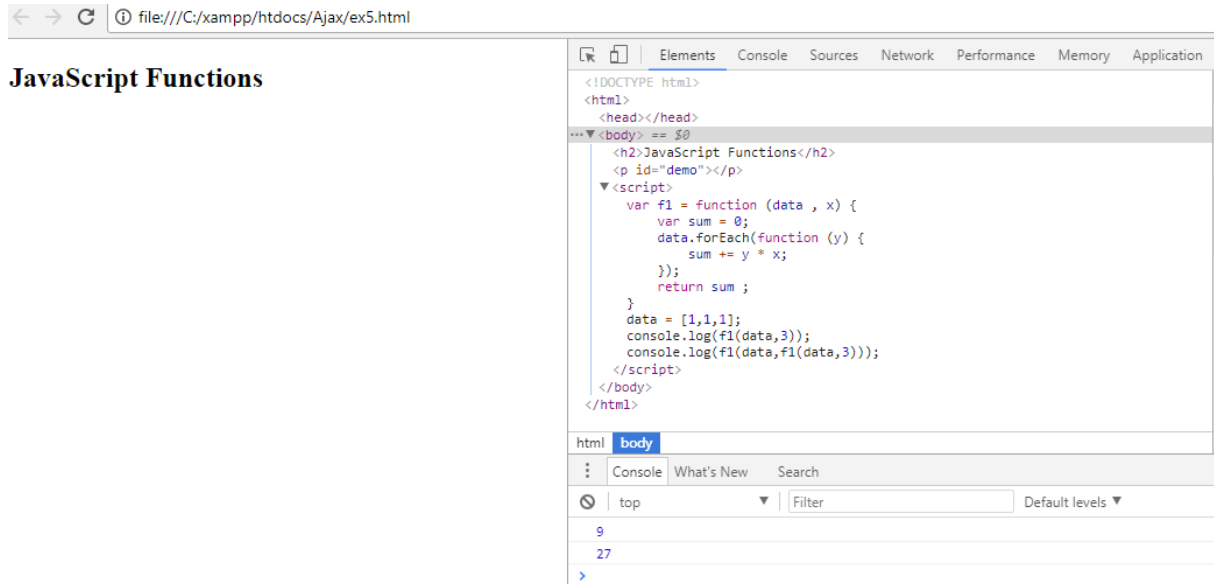 file:///C:/xampp/htdocs/Ajax/ex5.html
JavaScript Functions
Elements Console Sources Network Performance Memory Application
<!DOCTYPE html>
<html>
<head></head>
<body> == $0
<h2>JavaScript Functions</h2>
<p id="demo"></p>
<script>
var f1 = function (data , x) {
var sum = 0;
data.forEach(function (y) {
sum += y * x;
});
return sum ;
}
data = [1,1,1];
console.log(f1(data,3));
console.log(f1(data,f1(data,3)));
</script>
</body>
</html>
html body
Console What's New Search
top Filter Default levels
9
27